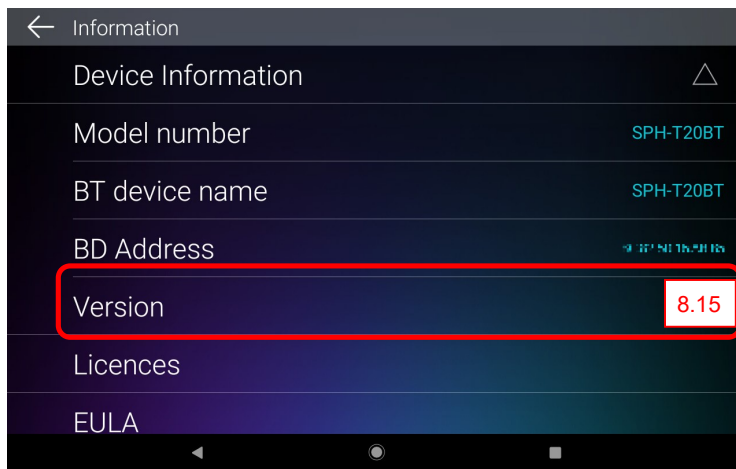 Information
Device Information
Model number SPH-T20BT
BT device name SPH-T20BT
BD Address
Version 8.15
Licences
EULA